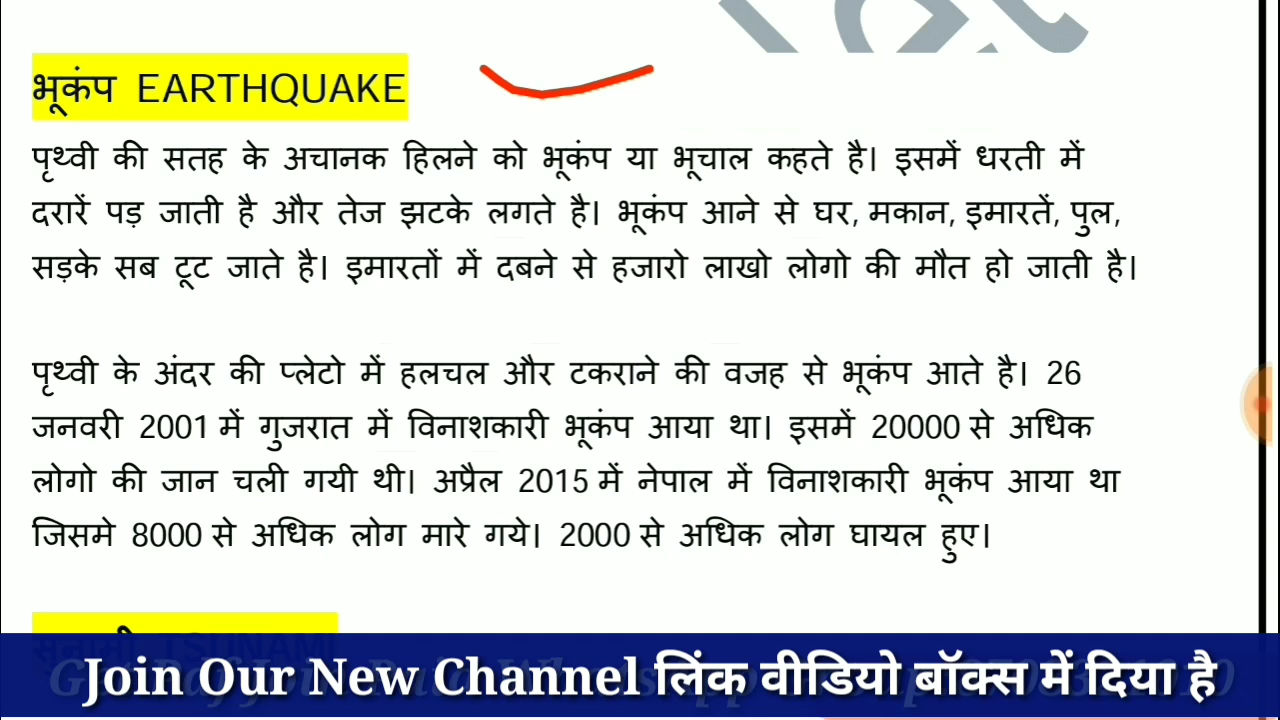 भूकंप EARTHQUAKE
पृथ्वी की सतह के अचानक हिलने को भूकंप या भूचाल कहते है। इसमें धरती में
दरारें पड़ जाती है और तेज झटके लगते है। भूकंप आने से घर, मकान, इमारतें, पुल,
सड़के सब टूट जाते है। इमारतों में दबने से हजारो लाखो लोगो की मौत हो जाती है।
पृथ्वी के अंदर की प्लेटो में हलचल और टकराने की वजह से भूकंप आते है। 26
जनवरी 2001 में गुजरात में विनाशकारी भूकंप आया था। इसमें 20000 से अधिक
लोगो की जान चली गयी थी। अप्रैल 2015 में नेपाल में विनाशकारी भूकंप आया था
जिसमे 8000 से अधिक लोग मारे गये। 2000 से अधिक लोग घायल हुए।
सुनामी TSUNAMI
Join Our New Channel लिंक वीडियो बॉक्स में दिया है